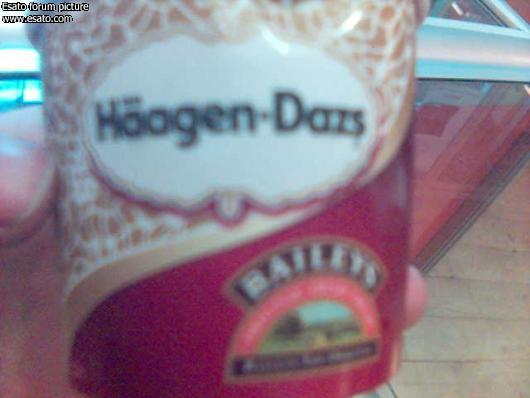 Esato forum picture
www.esato.com
Häagen-Dazs
BAILEYS